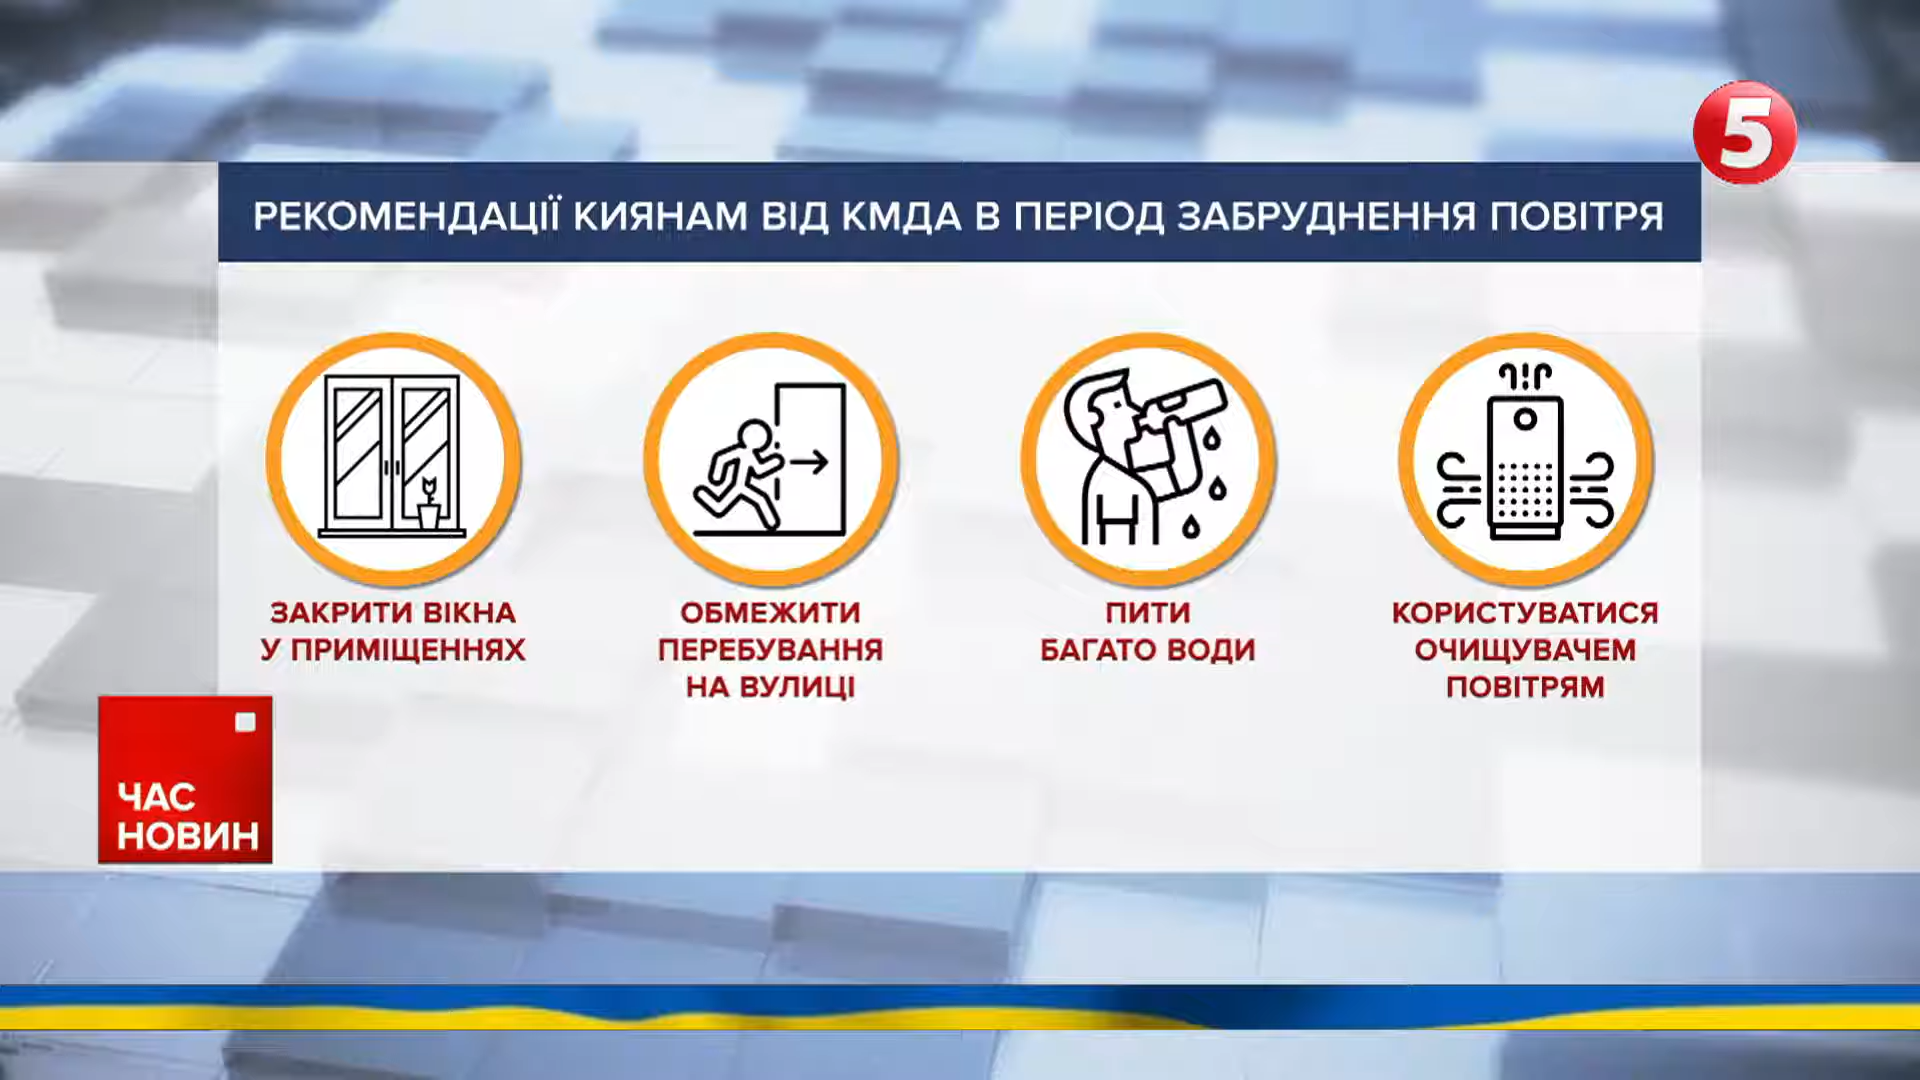 5
РЕКОМЕНДАЦІЇ КИЯНАМ ВІД КМДА В ПЕРІОД ЗАБРУДНЕННЯ ПОВІТРЯ
ЗАКРИТИ ВІКНА
У ПРИМІЩЕННЯХ
ОБМЕЖИТИ
ПЕРЕБУВАННЯ
НА ВУЛИЦІ
ПИТИ
БАГАТО ВОДИ
КОРИСТУВАТИСЯ
ОЧИЩУВАЧЕМ
ПОВІТРЯМ
ЧАС
НОВИН